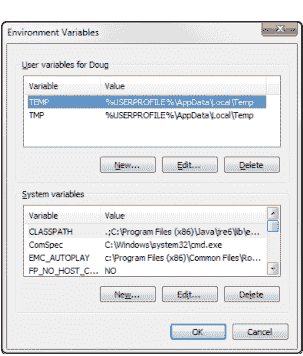 Environment Variables
User variables for Doug
Variable Value
TEMP %USERPROFILE%\AppData\Local\Temp
TMP %USERPROFILE%\AppData\Local\Temp
New... Edit... Delete
System variables
Variable Value
CLASSPATH .;C:\Program Files (x86)\Java\jre6\lib\e...
ComSpec C:\Windows\system32\cmd.exe
EMC_AUTOPLAY c:\Program Files (x86)\Common Files\Ro...
FP_NO_HOST_C... NO
New... Edit... Delete
OK Cancel